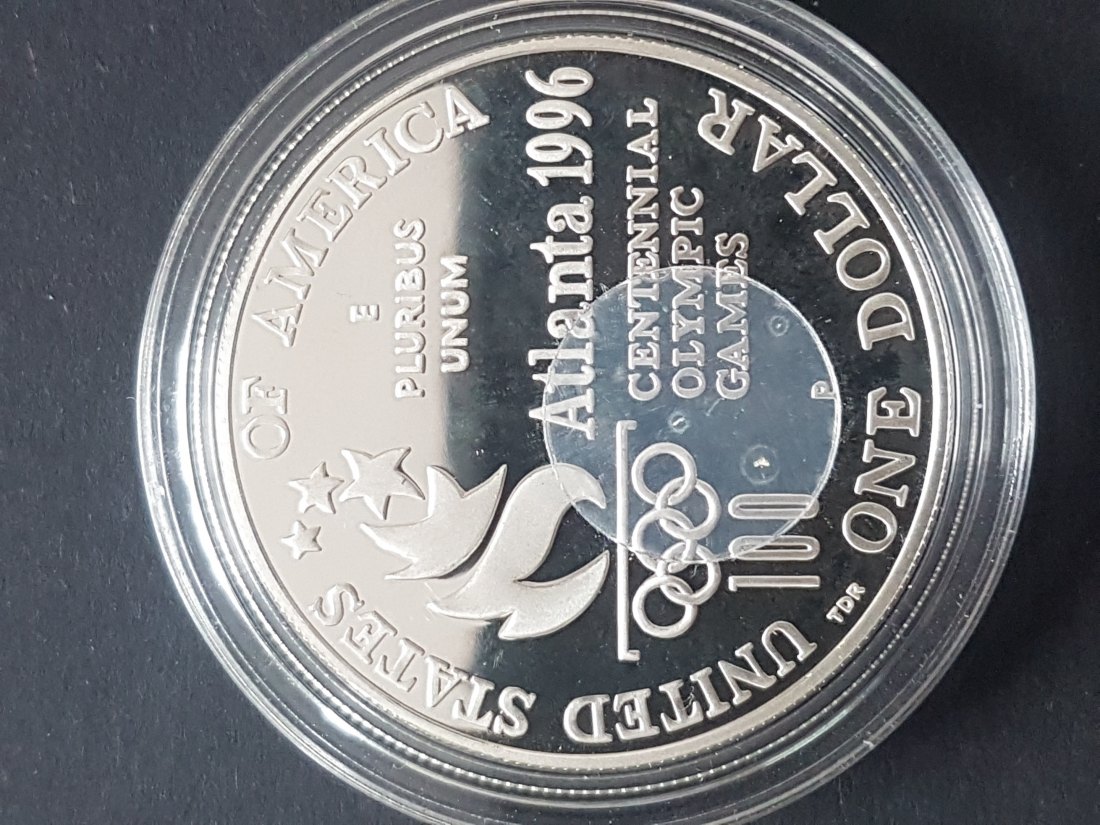 UNITED STATES OF AMERICA
E
PLURIBUS
UNUM
Atlanta 1996
CENTENNIAL
OLYMPIC
GAMES
100
P
TDR
ONE DOLLAR